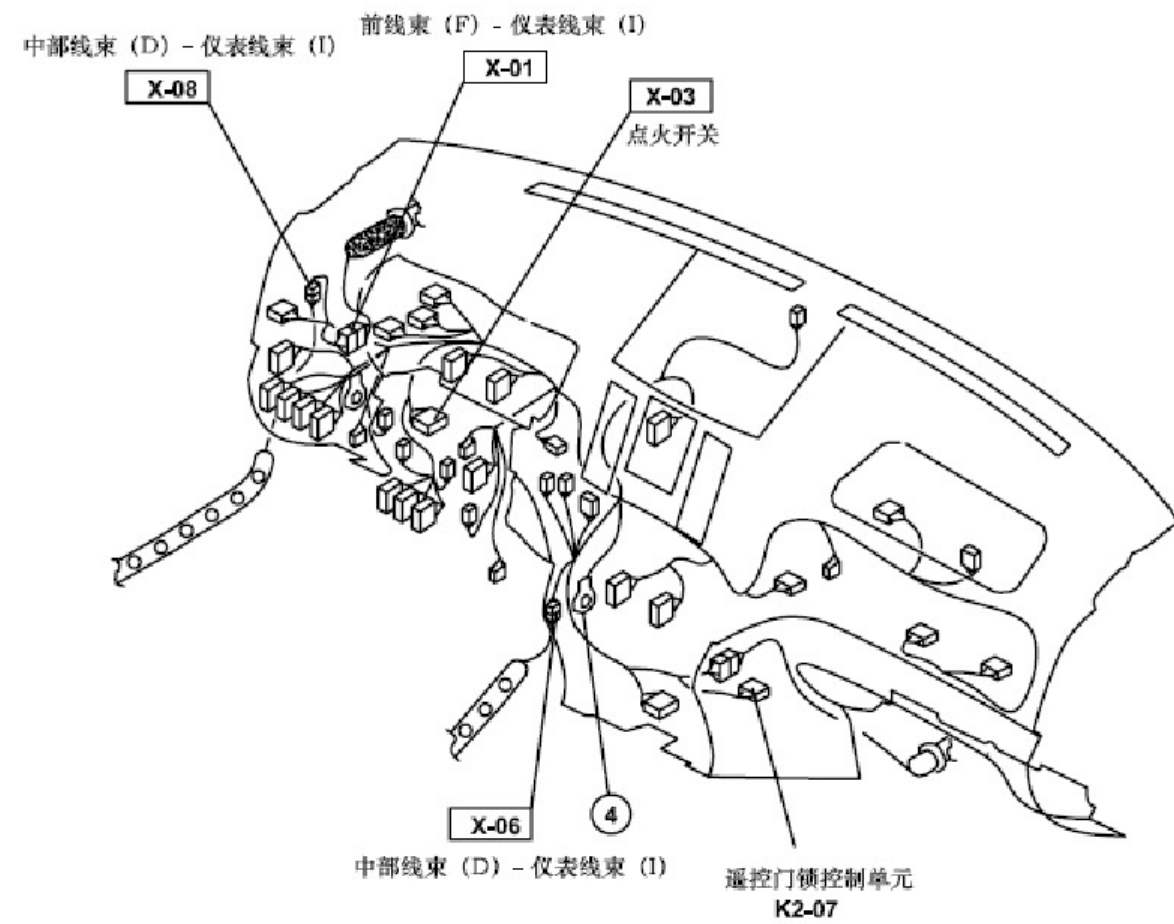 前线束 (F) - 仪表线束 (I)
中部线束 (D) - 仪表线束 (I)
X-01
X-08
X-03
点火开关
4
X-06
中部线束 (D) - 仪表线束 (I)
遥控门锁控制单元
K2-07